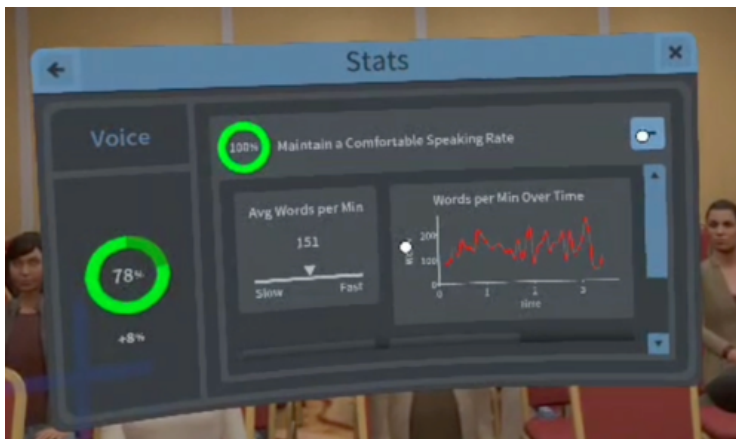 Stats
Voice
100% Maintain a Comfortable Speaking Rate
Avg Words per Min
151
Slow Fast
Words per Min Over Time
200
100
0
0 1 1 3
time
78%
+8%